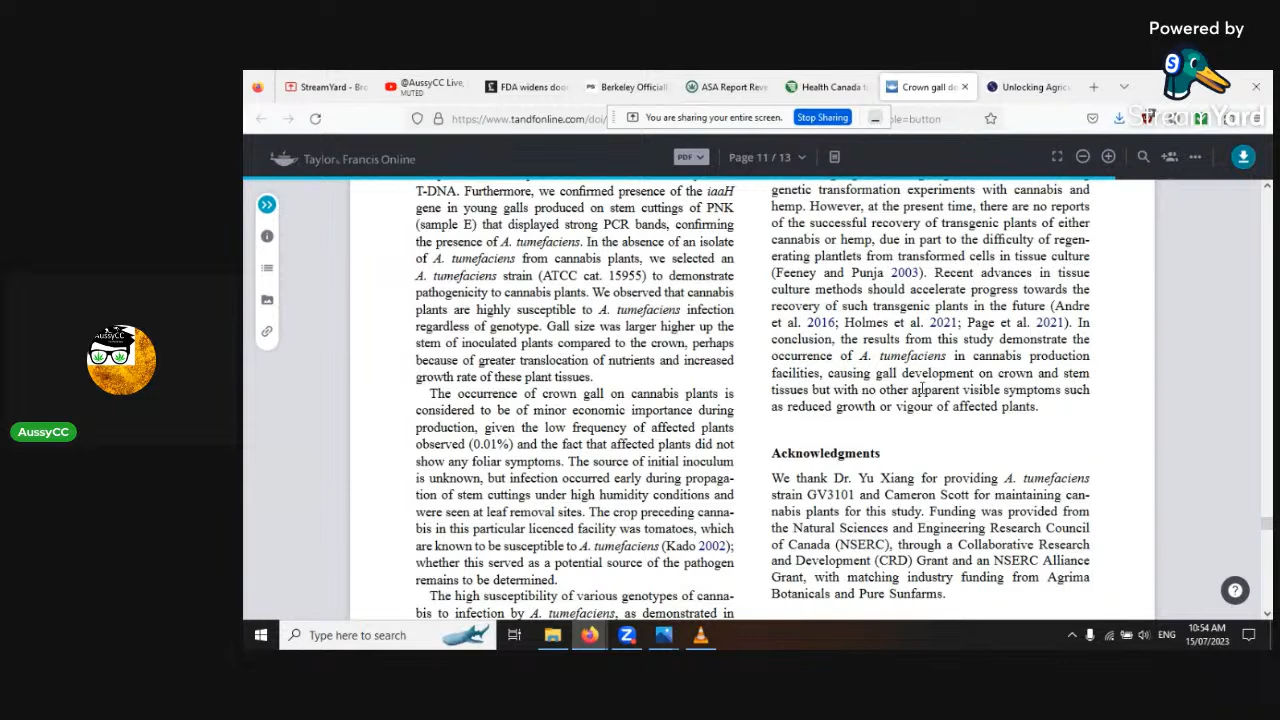 Powered by
StreamYard
StreamYard - Bro
@AussyCC Live,
MUTED
FDA widens doo
Berkeley Officiall
ASA Report Reve
Health Canada t
Crown gall de
Unlocking Agric
https://www.tandfonline.com/doi/
You are sharing your entire screen.
Stop Sharing
le=button
Taylor & Francis Online
PDF
Page 11 / 13
T-DNA. Furthermore, we confirmed presence of the iaaH
gene in young galls produced on stem cuttings of PNK
(sample E) that displayed strong PCR bands, confirming
the presence of A. tumefaciens. In the absence of an isolate
of A. tumefaciens from cannabis plants, we selected an
A. tumefaciens strain (ATCC cat. 15955) to demonstrate
pathogenicity to cannabis plants. We observed that cannabis
plants are highly susceptible to A. tumefaciens infection
regardless of genotype. Gall size was larger higher up the
stem of inoculated plants compared to the crown, perhaps
because of greater translocation of nutrients and increased
growth rate of these plant tissues.
The occurrence of crown gall on cannabis plants is
considered to be of minor economic importance during
production, given the low frequency of affected plants
observed (0.01%) and the fact that affected plants did not
show any foliar symptoms. The source of initial inoculum
is unknown, but infection occurred early during propaga-
tion of stem cuttings under high humidity conditions and
were seen at leaf removal sites. The crop preceding canna-
bis in this particular licenced facility was tomatoes, which
are known to be susceptible to A. tumefaciens (Kado 2002);
whether this served as a potential source of the pathogen
remains to be determined.
The high susceptibility of various genotypes of canna-
bis to infection by A. tumefaciens, as demonstrated in
genetic transformation experiments with cannabis and
hemp. However, at the present time, there are no reports
of the successful recovery of transgenic plants of either
cannabis or hemp, due in part to the difficulty of regen-
erating plantlets from transformed cells in tissue culture
(Feeney and Punja 2003). Recent advances in tissue
culture methods should accelerate progress towards the
recovery of such transgenic plants in the future (Andre
et al. 2016; Holmes et al. 2021; Page et al. 2021). In
conclusion, the results from this study demonstrate the
occurrence of A. tumefaciens in cannabis production
facilities, causing gall development on crown and stem
tissues but with no other apparent visible symptoms such
as reduced growth or vigour of affected plants.
Acknowledgments
We thank Dr. Yu Xiang for providing A. tumefaciens
strain GV3101 and Cameron Scott for maintaining can-
nabis plants for this study. Funding was provided from
the Natural Sciences and Engineering Research Council
of Canada (NSERC), through a Collaborative Research
and Development (CRD) Grant and an NSERC Alliance
Grant, with matching industry funding from Agrima
Botanicals and Pure Sunfarms.
AussyCC
AussyCC
Type here to search
ENG
10:54 AM
15/07/2023